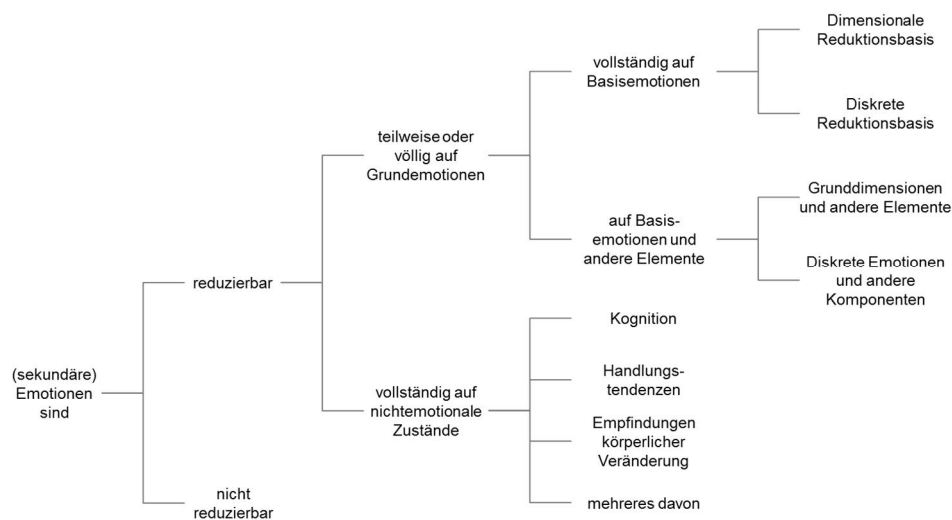 (sekundäre)
Emotionen
sind
reduzierbar
nicht
reduzierbar
teilweise oder
völlig auf
Grundemotionen
vollständig auf
nichtemotionale
Zustände
vollständig auf
Basisemotionen
auf Basis-
emotionen und
andere Elemente
Kognition
Handlungs-
tendenzen
Empfindungen
körperlicher
Veränderung
mehreres davon
Dimensionale
Reduktionsbasis
Diskrete
Reduktionsbasis
Grunddimensionen
und andere Elemente
Diskrete Emotionen
und andere
Komponenten